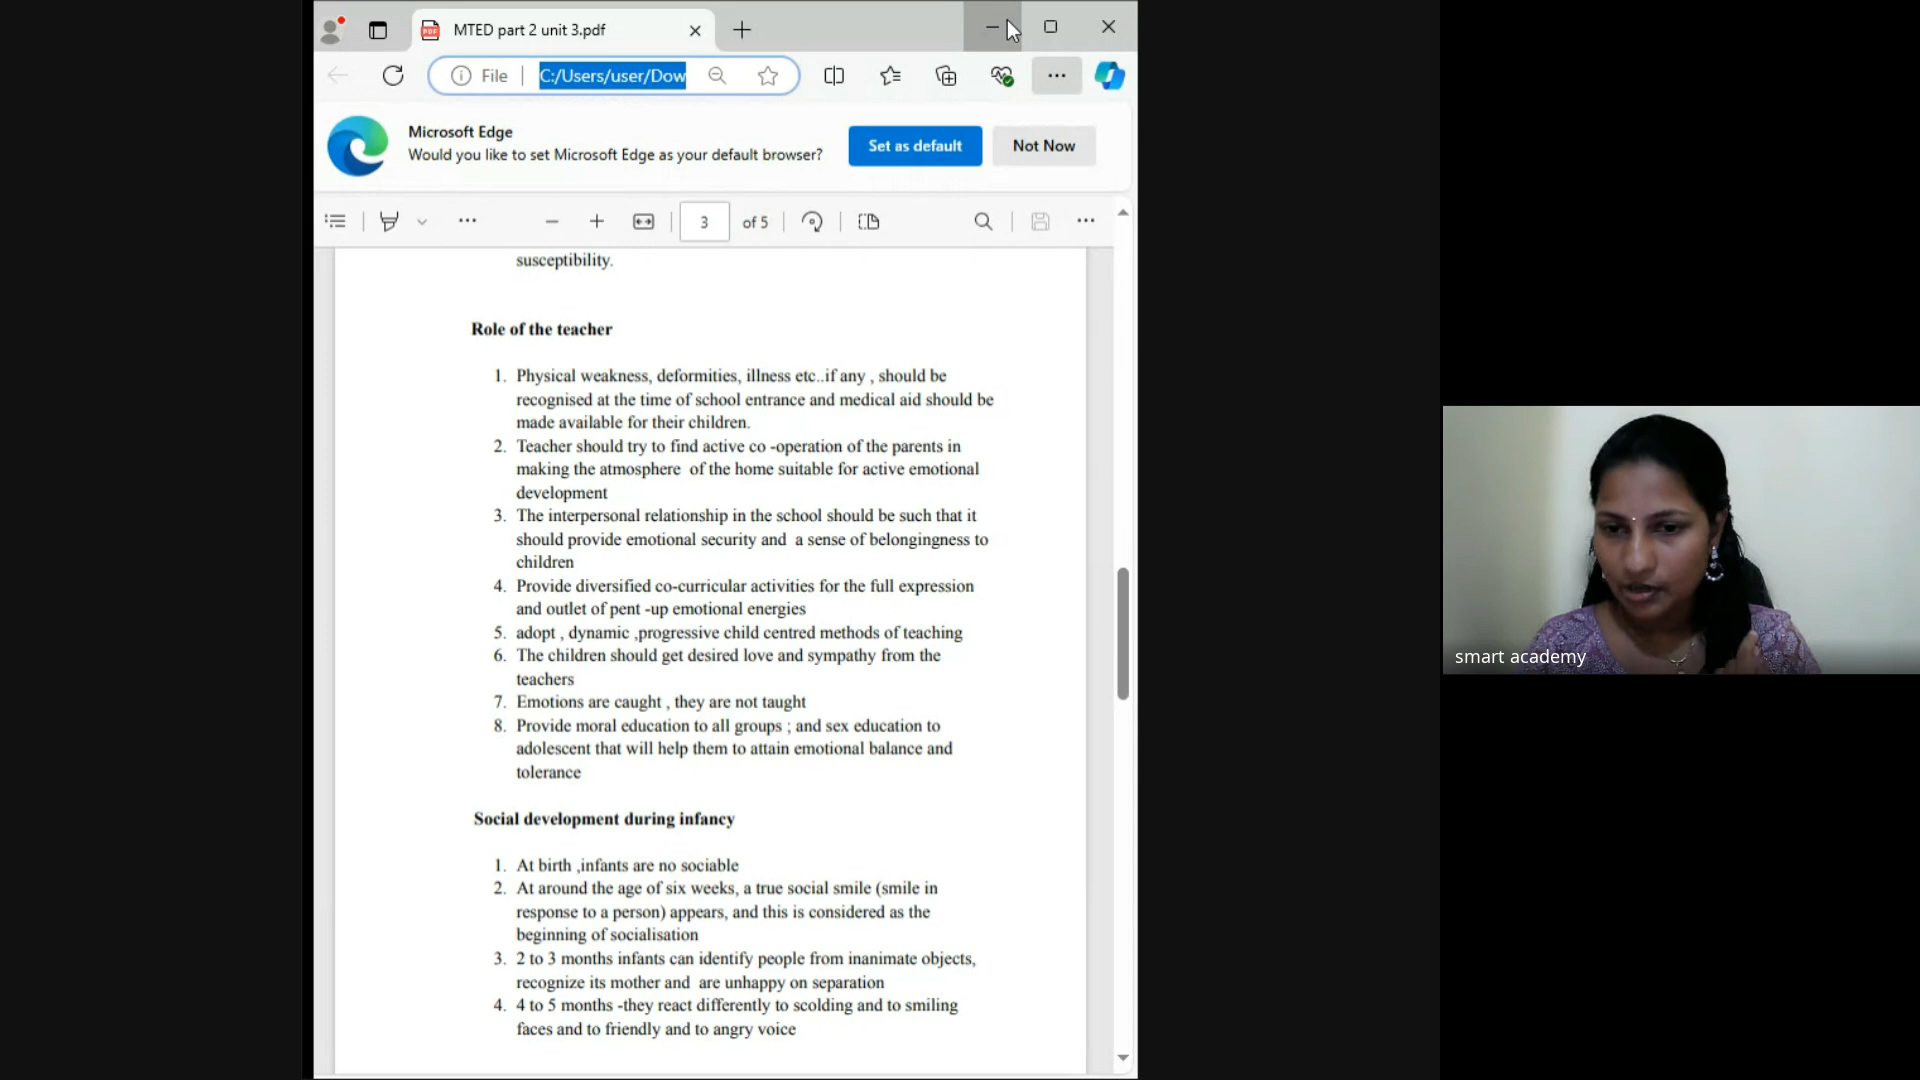 MTED part 2 unit 3.pdf
File
C:/Users/user/Dow
Microsoft Edge
Would you like to set Microsoft Edge as your default browser?
Set as default
Not Now
3 of 5
susceptibility.
Role of the teacher
1. Physical weakness, deformities, illness etc..if any , should be
recognised at the time of school entrance and medical aid should be
made available for their children.
2. Teacher should try to find active co -operation of the parents in
making the atmosphere of the home suitable for active emotional
development
3. The interpersonal relationship in the school should be such that it
should provide emotional security and a sense of belongingness to
children
4. Provide diversified co-curricular activities for the full expression
and outlet of pent -up emotional energies
5. adopt , dynamic ,progressive child centred methods of teaching
6. The children should get desired love and sympathy from the
teachers
7. Emotions are caught , they are not taught
8. Provide moral education to all groups ; and sex education to
adolescent that will help them to attain emotional balance and
tolerance
Social development during infancy
1. At birth ,infants are no sociable
2. At around the age of six weeks, a true social smile (smile in
response to a person) appears, and this is considered as the
beginning of socialisation
3. 2 to 3 months infants can identify people from inanimate objects,
recognize its mother and are unhappy on separation
4. 4 to 5 months -they react differently to scolding and to smiling
faces and to friendly and to angry voice
smart academy